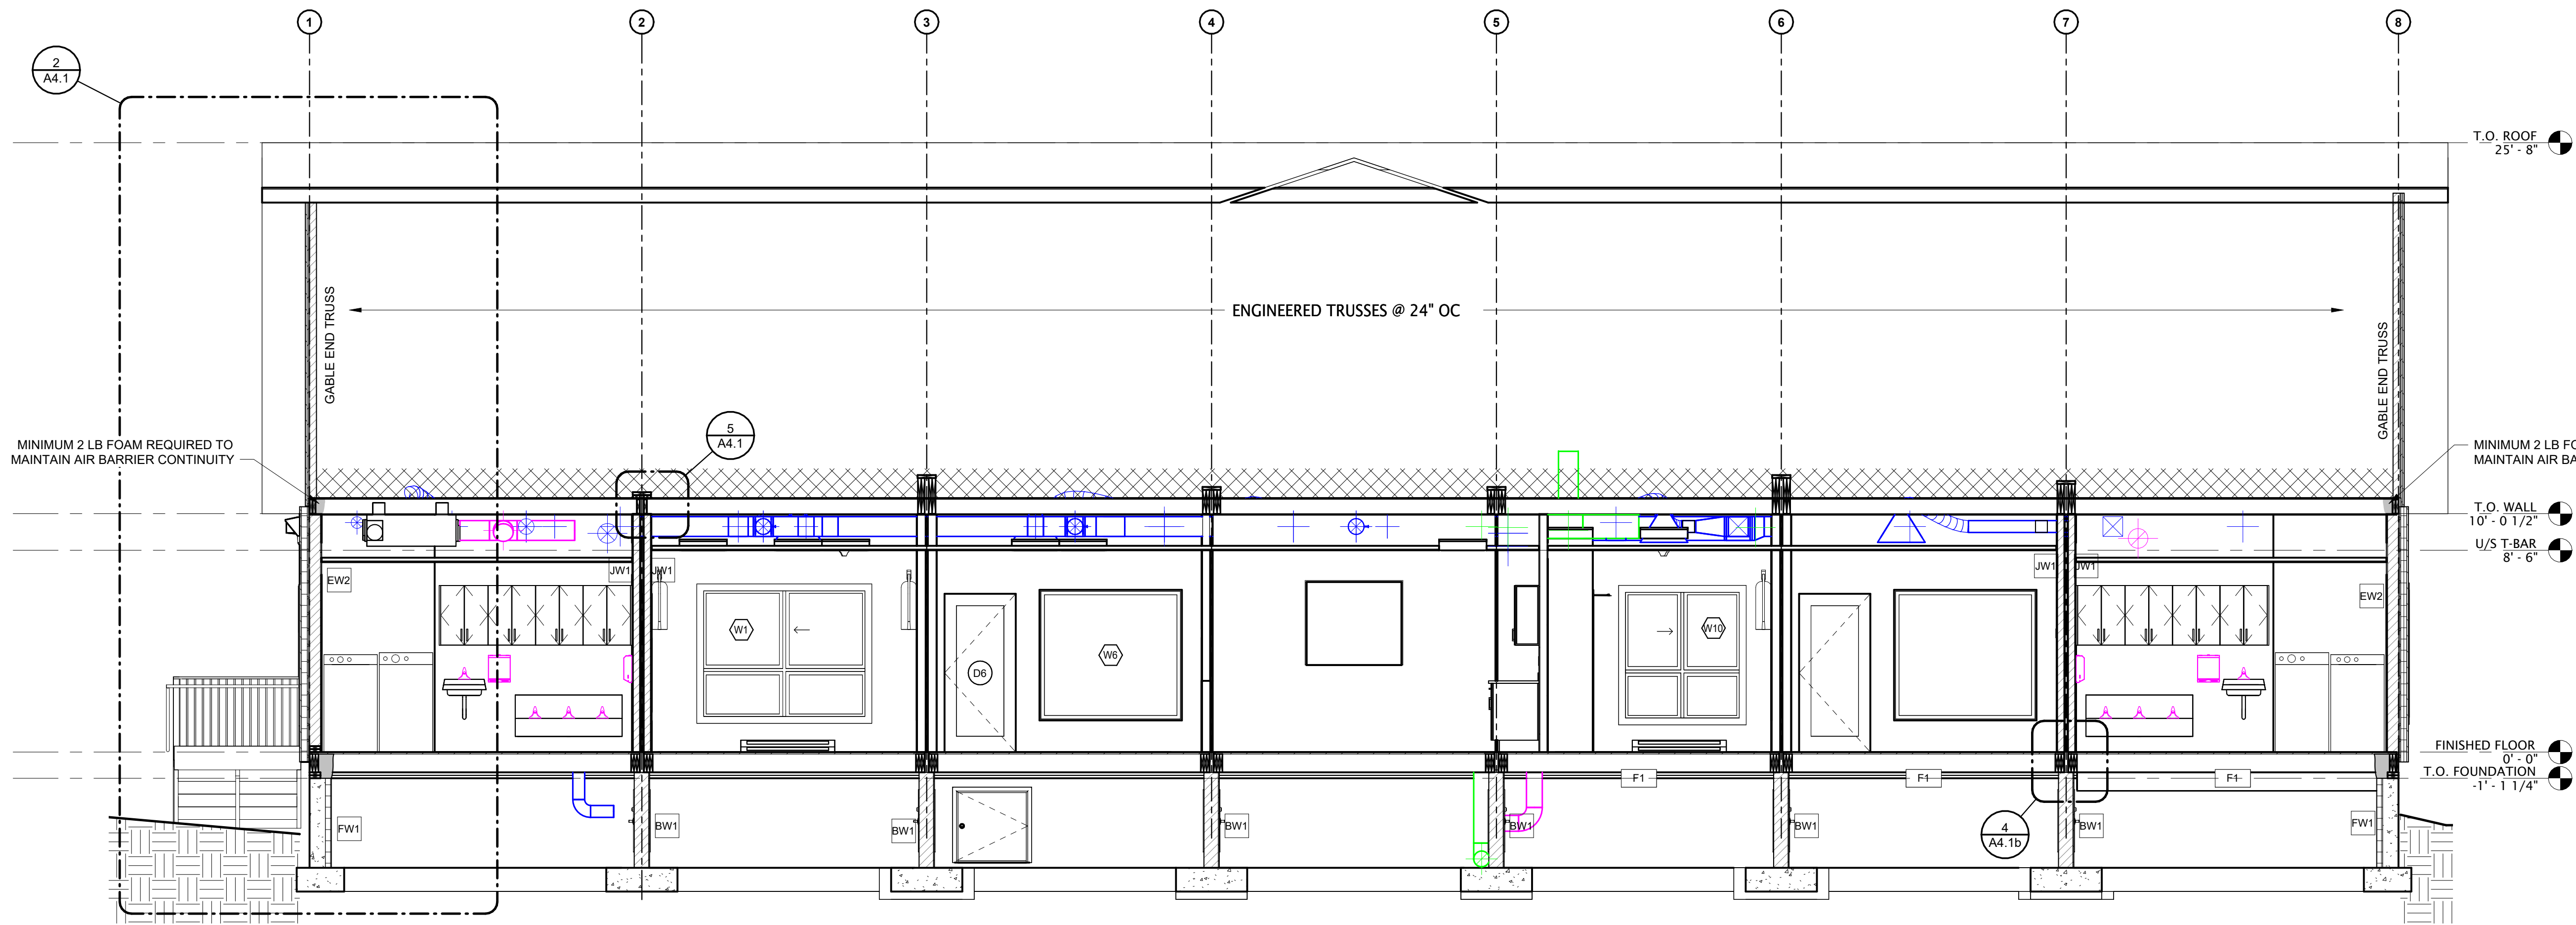 1
2
3
4
5
6
7
8
2
A4.1
T.O. ROOF
25' - 8"
GABLE END TRUSS
ENGINEERED TRUSSES @ 24" OC
GABLE END TRUSS
5
A4.1
MINIMUM 2 LB FOAM REQUIRED TO
MAINTAIN AIR BARRIER CONTINUITY
MINIMUM 2 LB FO
MAINTAIN AIR BA
T.O. WALL
10' - 0 1/2"
U/S T-BAR
8' - 6"
EW2
JW1
JW1
JW1
JW1
EW2
W1
W6
W10
D6
FINISHED FLOOR
0' - 0"
T.O. FOUNDATION
-1' - 1 1/4"
F1
F1
F1
FW1
BW1
BW1
BW1
BW1
BW1
BW1
FW1
4
A4.1b